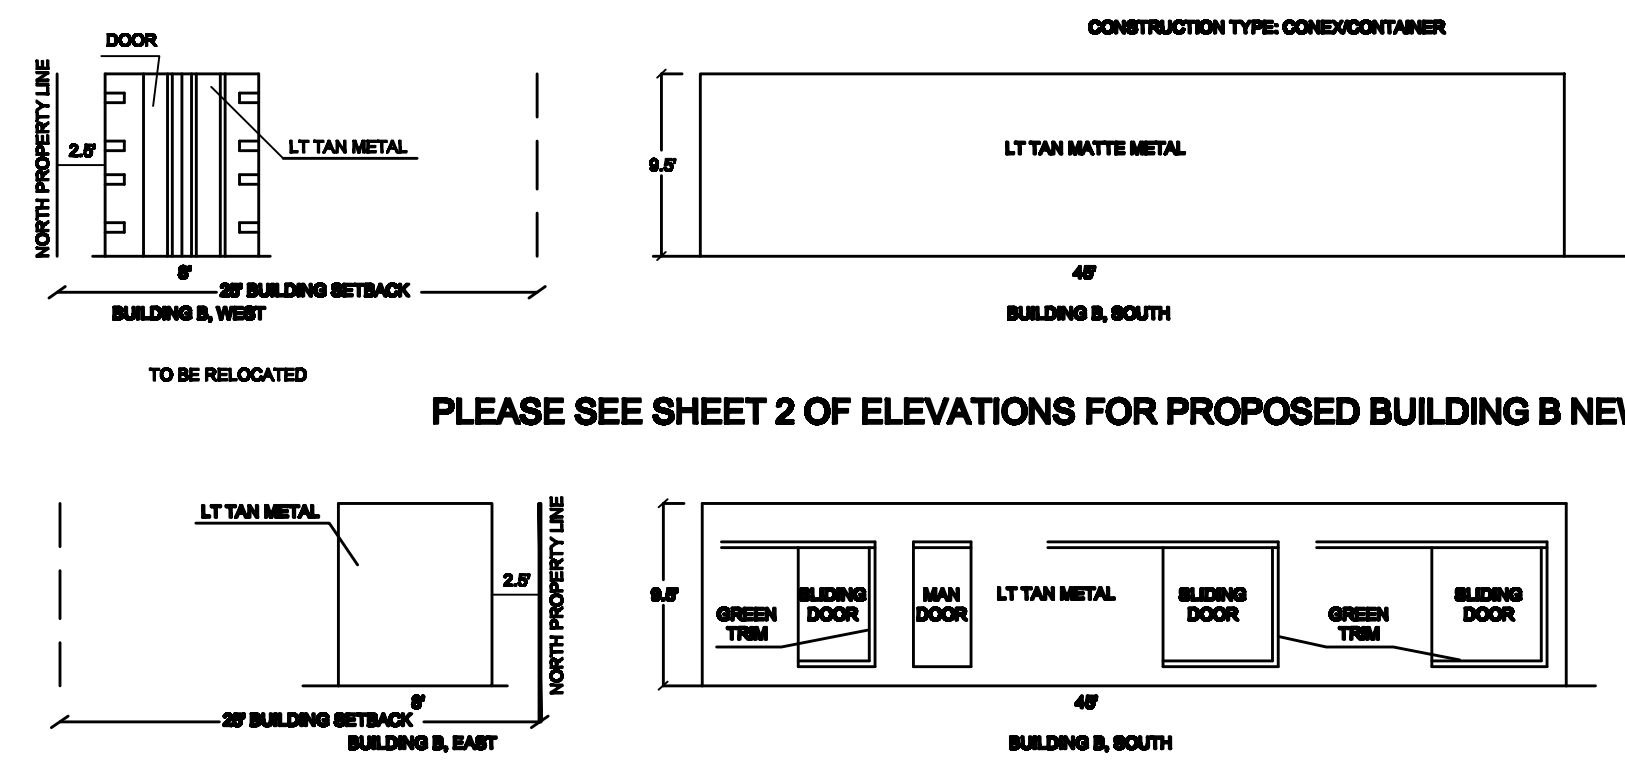 CONSTRUCTION TYPE: CONEX/CONTAINER
DOOR
NORTH PROPERTY LINE
2.5'
LT TAN METAL
8'
25' BUILDING SETBACK
BUILDING B, WEST
9.5'
LT TAN MATTE METAL
45'
BUILDING B, SOUTH
TO BE RELOCATED
PLEASE SEE SHEET 2 OF ELEVATIONS FOR PROPOSED BUILDING B
LT TAN METAL
2.5'
NORTH PROPERTY LINE
8'
25' BUILDING SETBACK
BUILDING B, EAST
9.5'
GREEN
TRIM
SLIDING
DOOR
MAN
DOOR
LT TAN METAL
SLIDING
DOOR
GREEN
TRIM
SLIDING
DOOR
45'
BUILDING B, SOUTH